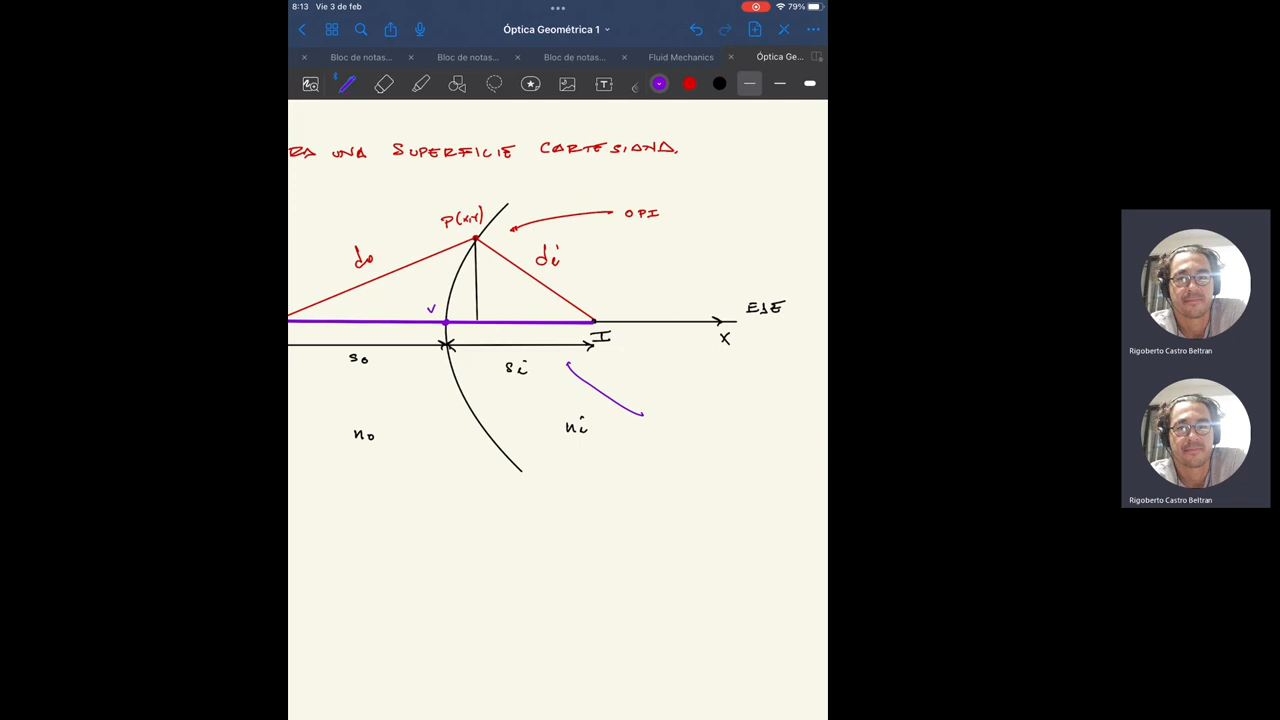 8:13 Vie 3 de feb
79%
Óptica Geométrica 1
Bloc de notas...
Bloc de notas...
Bloc de notas...
Fluid Mechanics
Óptica Ge...
RA UNA SUPERFICIE CARTESIANA.
P(x,y)
OPI
do
di
V
EJE
I
X
so
si
no
ni
Rigoberto Castro Beltran
Rigoberto Castro Beltran